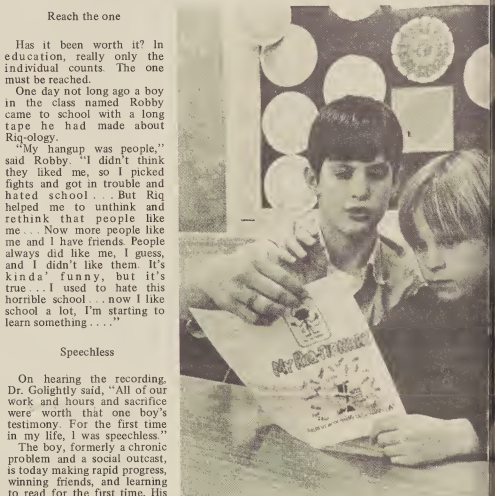 Reach the one
Has it been worth it? In
education, really only the
individual counts. The one
must be reached.
One day not long ago a boy
in the class named Robby
came to school with a long
tape he had made about
Riq-ology.
"My hangup was people,"
said Robby. "I didn't think
they liked me, so I picked
fights and got in trouble and
hated school . . . But Riq
helped me to unthink and
rethink that people like
me . . . Now more people like
me and I have friends. People
always did like me, I guess,
and I didn't like them. It's
kinda' funny, but it's
true . . . I used to hate this
horrible school . . . now I like
school a lot, I'm starting to
learn something . . . ."
Speechless
On hearing the recording,
Dr. Golightly said, "All of our
work and hours and sacrifice
were worth that one boy's
testimony. For the first time
in my life, I was speechless."
The boy, formerly a chronic
problem and a social outcast,
is today making rapid progress,
winning friends, and learning
to read for the first time. His
MY RIQ-TIONARY